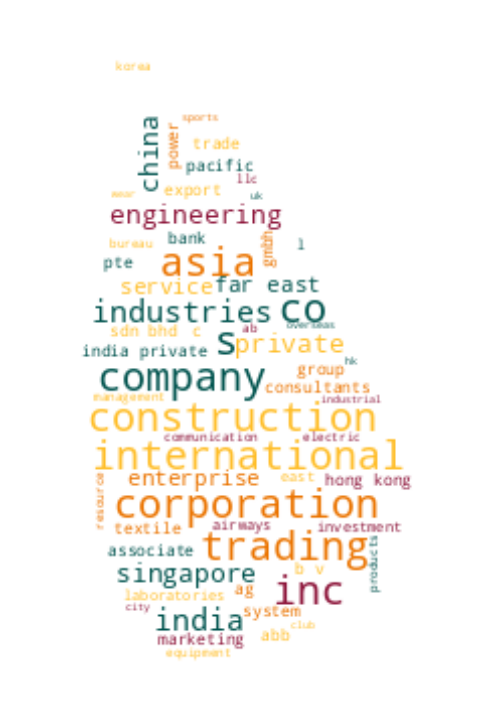 korea
sports
china
power
trade
pacific
llc
wear
export
uk
engineering
bureau
bank
gmbh
l
pte
asia
service
far east
industries
co
overseas
sdn bhd
c
ab
s
private
india private
hk
group
company
consultants
management
industrial
construction
communication
electric
international
enterprise
east
hong kong
resource
corporation
textile
airways
investment
trading
products
associate
singapore
b v
laboratories
ag
inc
city
system
india
club
marketing
abb
equipment